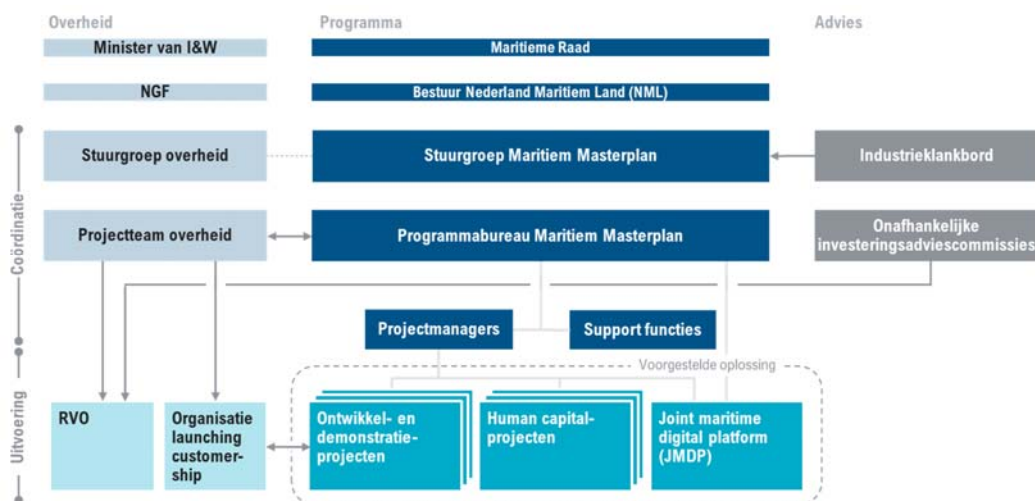 Overheid
Programma
Advies
Minister van I&W
Maritieme Raad
NGF
Bestuur Nederland Maritiem Land (NML)
Coördinatie
Stuurgroep overheid
Stuurgroep Maritiem Masterplan
Industrieklankbord
Projectteam overheid
Programmabureau Maritiem Masterplan
Onafhankelijke
investeringsadviescommissies
Projectmanagers
Support functies
Uitvoering
Voorgestelde oplossing
RVO
Organisatie
launching
customer-
ship
Ontwikkel- en
demonstratie-
projecten
Human capital-
projecten
Joint maritime
digital platform
(JMDP)